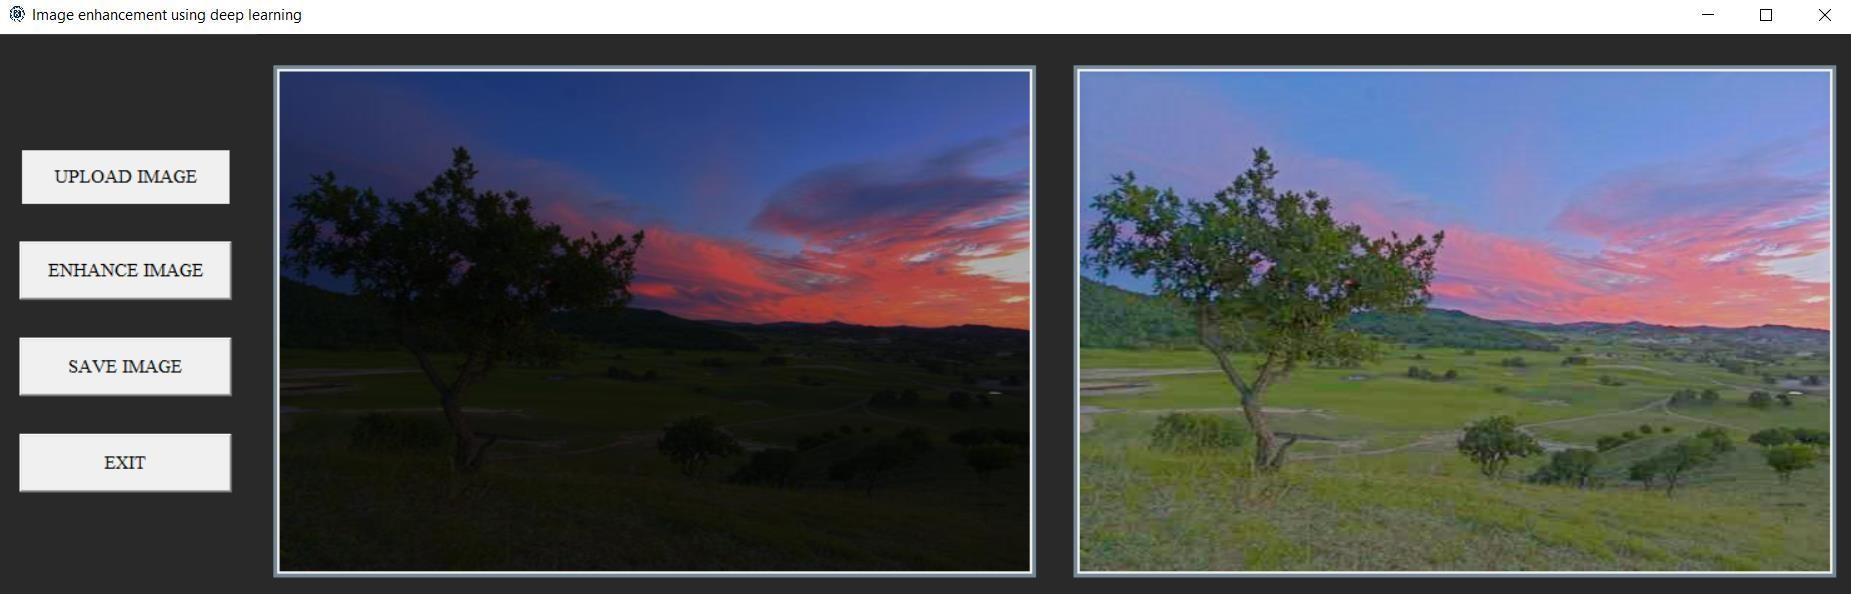 Image enhancement using deep learning
UPLOAD IMAGE
ENHANCE IMAGE
SAVE IMAGE
EXIT